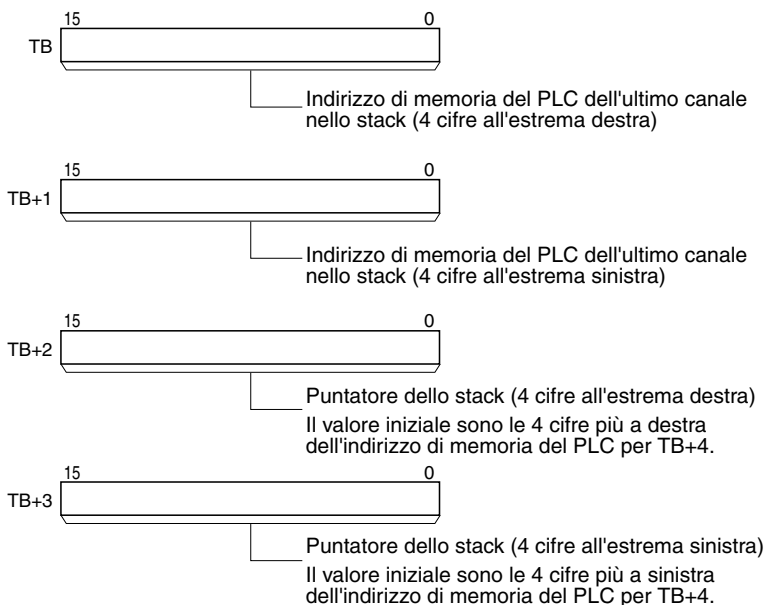 15 0
TB
Indirizzo di memoria del PLC dell'ultimo canale
nello stack (4 cifre all'estrema destra)
15 0
TB+1
Indirizzo di memoria del PLC dell'ultimo canale
nello stack (4 cifre all'estrema sinistra)
15 0
TB+2
Puntatore dello stack (4 cifre all'estrema destra)
Il valore iniziale sono le 4 cifre più a destra
dell'indirizzo di memoria del PLC per TB+4.
15 0
TB+3
Puntatore dello stack (4 cifre all'estrema sinistra)
Il valore iniziale sono le 4 cifre più a sinistra
dell'indirizzo di memoria del PLC per TB+4.